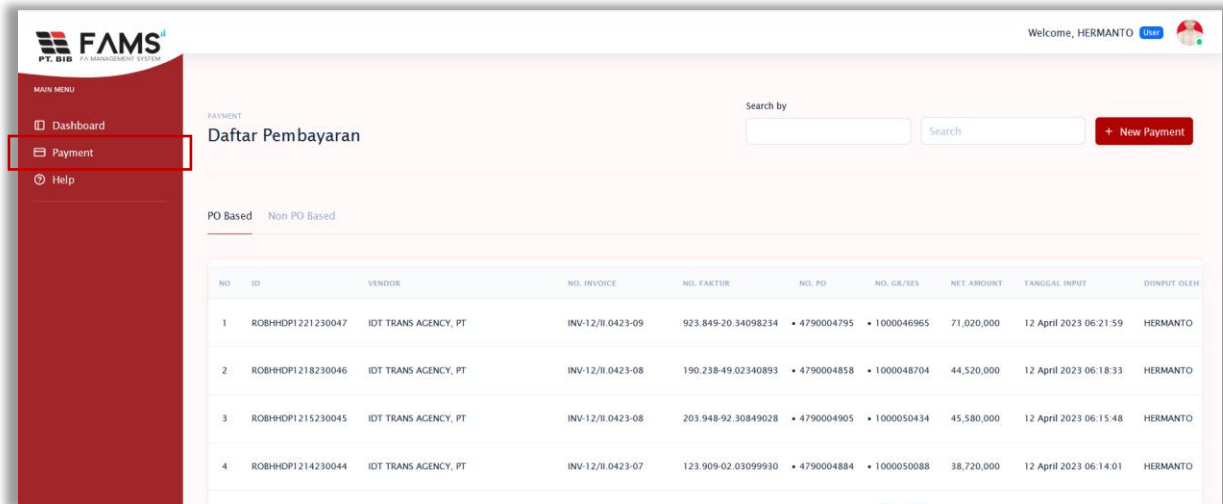 FAMS
PT. BIB FA MANAGEMENT SYSTEM
Welcome, HERMANTO User
MAIN MENU
Dashboard
Payment
Help
PAYMENT
Daftar Pembayaran
Search by
Search
+ New Payment
PO Based Non PO Based
NO ID VENDOR NO. INVOICE NO. FAKTUR NO. PO NO. GR/SES NET AMOUNT TANGGAL INPUT DIINPUT OLEH
1 ROBHHDP1221230047 IDT TRANS AGENCY, PT INV-12/II.0423-09 923.849-20.34098234 • 4790004795 • 1000046965 71,020,000 12 April 2023 06:21:59 HERMANTO
2 ROBHHDP1218230046 IDT TRANS AGENCY, PT INV-12/II.0423-08 190.238-49.02340893 • 4790004858 • 1000048704 44,520,000 12 April 2023 06:18:33 HERMANTO
3 ROBHHDP1215230045 IDT TRANS AGENCY, PT INV-12/II.0423-08 203.948-92.30849028 • 4790004905 • 1000050434 45,580,000 12 April 2023 06:15:48 HERMANTO
4 ROBHHDP1214230044 IDT TRANS AGENCY, PT INV-12/II.0423-07 123.909-02.03099930 • 4790004884 • 1000050088 38,720,000 12 April 2023 06:14:01 HERMANTO